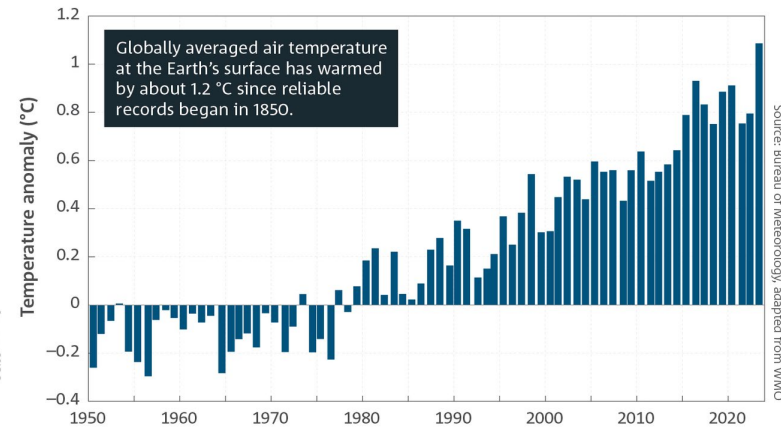 1.2
1
0.8
0.6
0.4
0.2
0
−0.2
−0.4
Temperature anomaly (°C)
Globally averaged air temperature
at the Earth’s surface has warmed
by about 1.2 °C since reliable
records began in 1850.
1950 1960 1970 1980 1990 2000 2010 2020
Source: Bureau of Meteorology, adapted from WMO